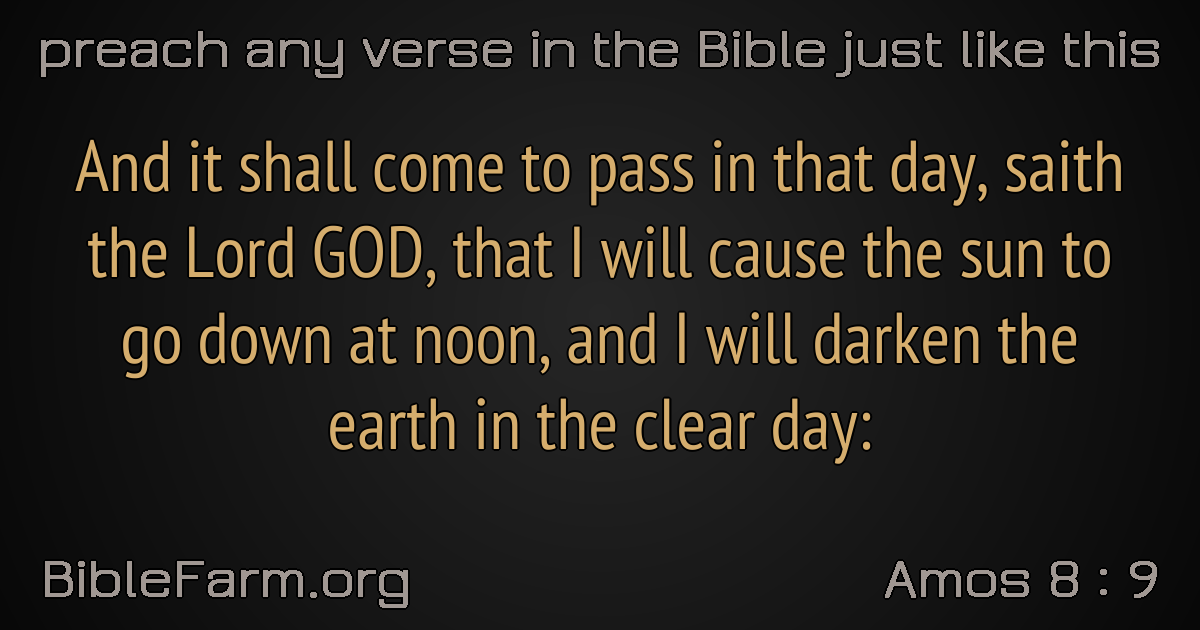 preach any verse in the Bible just like this
And it shall come to pass in that day, saith
the Lord GOD, that I will cause the sun to
go down at noon, and I will darken the
earth in the clear day:
BibleFarm.org
Amos 8 : 9